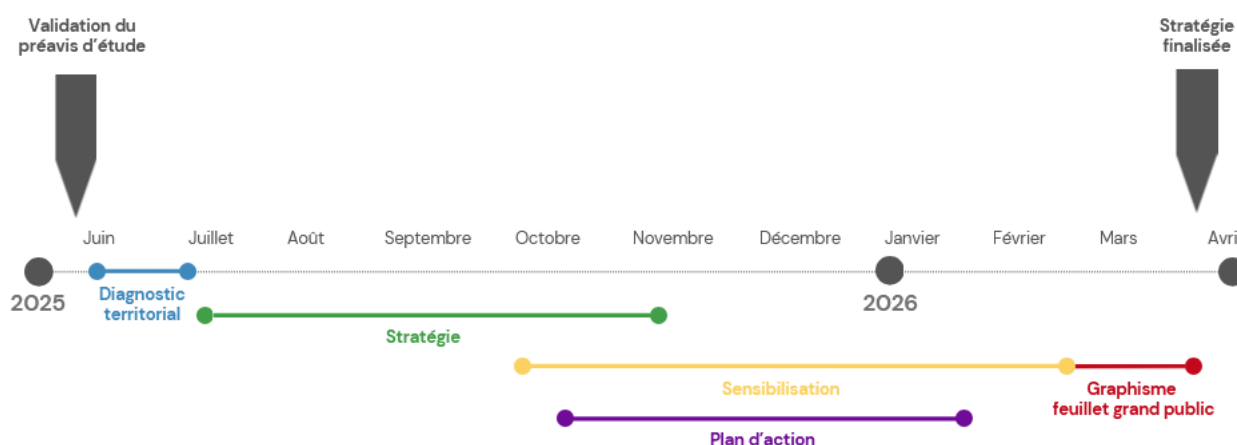 Validation du
préavis d'étude
Stratégie
finalisée
Juin
Juillet
Août
Septembre
Octobre
Novembre
Décembre
Janvier
Février
Mars
Avri
2025
2026
Diagnostic
territorial
Stratégie
Sensibilisation
Graphisme
feuillet grand public
Plan d'action